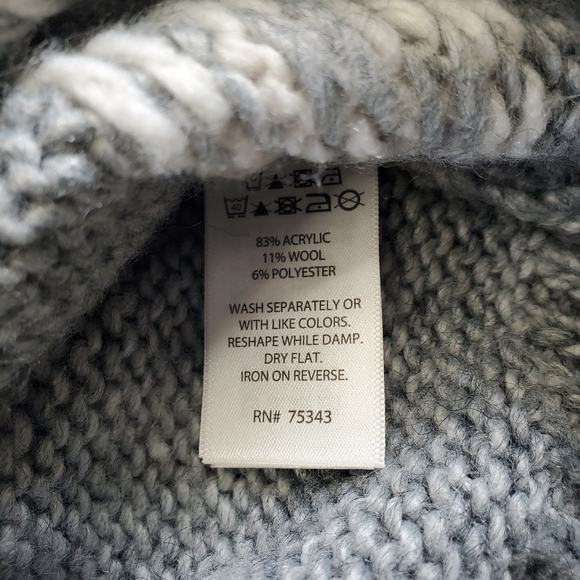 83% ACRYLIC
11% WOOL
6% POLYESTER
WASH SEPARATELY OR
WITH LIKE COLORS.
RESHAPE WHILE DAMP.
DRY FLAT.
IRON ON REVERSE.
RN# 75343